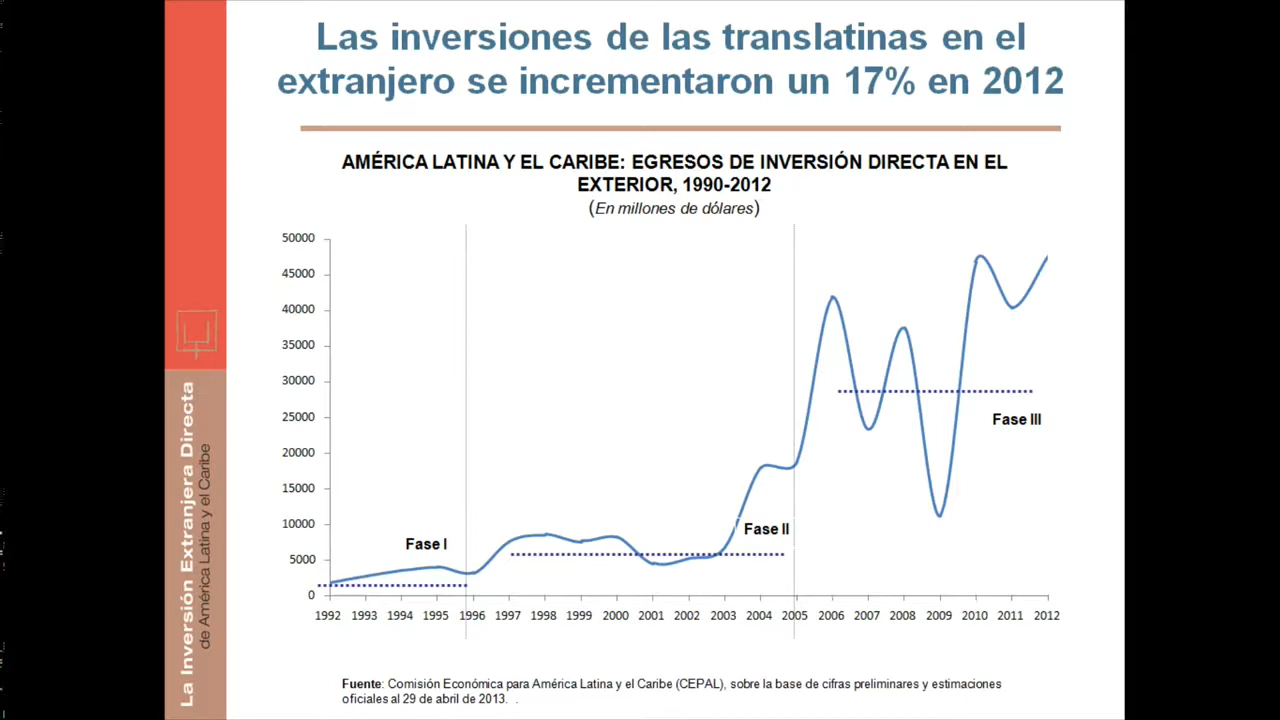 Las inversiones de las translatinas en el
extranjero se incrementaron un 17% en 2012
AMÉRICA LATINA Y EL CARIBE: EGRESOS DE INVERSIÓN DIRECTA EN EL
EXTERIOR, 1990-2012
(En millones de dólares)
50000
45000
40000
35000
30000
25000
20000
15000
10000
5000
0
Fase I
Fase II
Fase III
1992 1993 1994 1995 1996 1997 1998 1999 2000 2001 2002 2003 2004 2005 2006 2007 2008 2009 2010 2011 2012
Fuente: Comisión Económica para América Latina y el Caribe (CEPAL), sobre la base de cifras preliminares y estimaciones
oficiales al 29 de abril de 2013. .
La Inversión Extranjera Directa
de América Latina y el Caribe